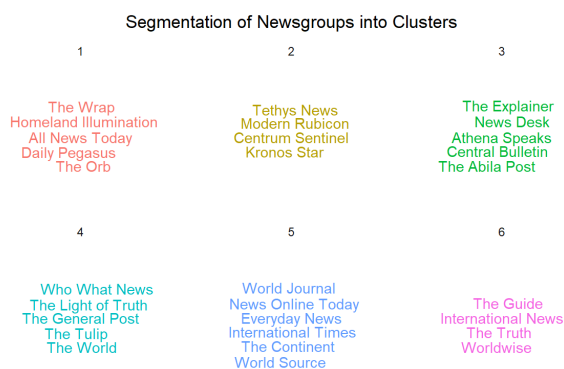 Segmentation of Newsgroups into Clusters
1
The Wrap
Homeland Illumination
All News Today
Daily Pegasus
The Orb
2
Tethys News
Modern Rubicon
Centrum Sentinel
Kronos Star
3
The Explainer
News Desk
Athena Speaks
Central Bulletin
The Abila Post
4
Who What News
The Light of Truth
The General Post
The Tulip
The World
5
World Journal
News Online Today
Everyday News
International Times
The Continent
World Source
6
The Guide
International News
The Truth
Worldwise